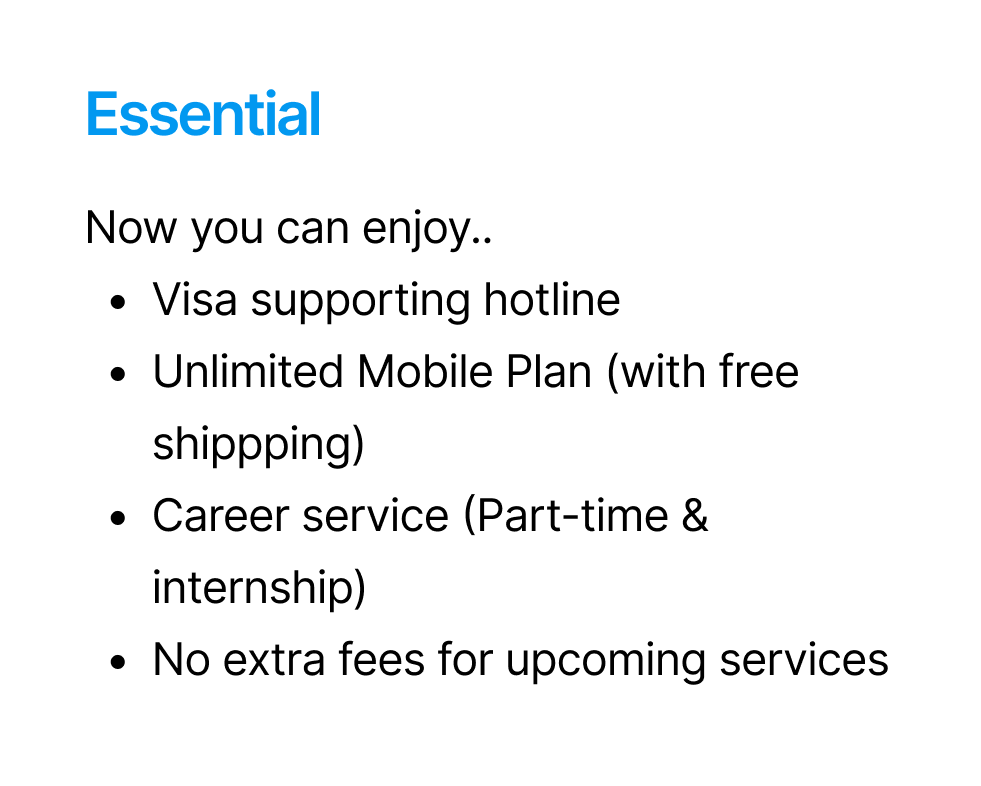 Essential
Now you can enjoy..
• Visa supporting hotline
• Unlimited Mobile Plan (with free
shippping)
• Career service (Part-time &
internship)
• No extra fees for upcoming services